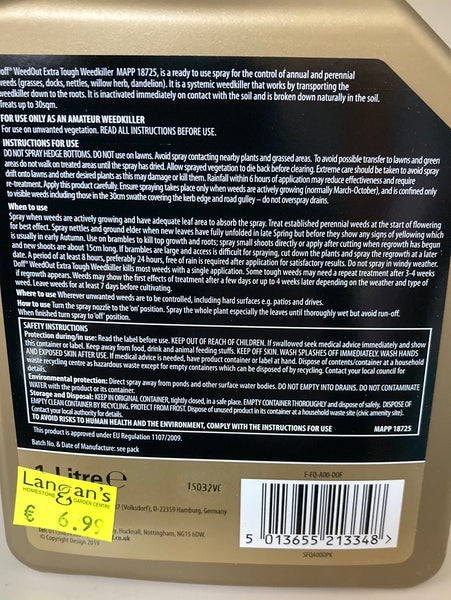 off® WeedOut Extra Tough Weedkiller MAPP 18725, is a ready to use spray for the control of annual and perennial
weeds (grasses, docks, nettles, willow herb, dandelion). It is a systemic weedkiller that works by transporting the
weedkiller down to the roots. It is inactivated immediately on contact with the soil and is broken down naturally in the soil.
Treats up to 30sqm.
FOR USE ONLY AS AN AMATEUR WEEDKILLER
For use on unwanted vegetation. READ ALL INSTRUCTIONS BEFORE USE.
INSTRUCTIONS FOR USE
DO NOT SPRAY HEDGE BOTTOMS. DO NOT use on lawns. Avoid spray contacting nearby plants and grassed areas. To avoid possible transfer to lawns and green
areas do not walk on treated areas until the spray has dried. Allow sprayed vegetation to die back before clearing. Extreme care should be taken to avoid spray
drift onto lawns and other desired plants as this may damage or kill them. Rainfall within 6 hours of application may reduce effectiveness and require
re-treatment. Apply this product carefully. Ensure spraying takes place only when weeds are actively growing (normally March-October), and is confined only
to visible weeds including those in the 30cm swathe covering the kerb edge and road gulley - do not overspray drains.
When to use
Spray when weeds are actively growing and have adequate leaf area to absorb the spray. Treat established perennial weeds at the start of flowering
for best effect. Spray nettles and ground elder when new leaves have fully unfolded in late Spring but before they show any signs of yellowing which
is usually in early Autumn. Use on brambles to kill top growth and roots; spray small shoots directly or apply after cutting when regrowth has begun
and new shoots are about 15cm long. If brambles are large and access is difficult for spraying, cut down the plants and spray the regrowth at a later
date. A period of at least 8 hours, preferably 24 hours, free of rain is required after application for satisfactory results. Do not spray in windy weather.
Doff® WeedOut Extra Tough Weedkiller kills most weeds with a single application. Some tough weeds may need a repeat treatment after 3-4 weeks
if regrowth appears. Weeds may show the first effects of treatment after a few days or up to 4 weeks later depending on the weather and type of
weed. Leave weeds for at least 7 days before cultivating.
Where to use Wherever unwanted weeds are to be controlled, including hard surfaces e.g. patios and drives.
How to use Turn the spray nozzle to the 'on' position. Spray the whole plant especially the leaves until thoroughly wet but avoid run-off.
When finished turn spray to 'off' position.
SAFETY INSTRUCTIONS
Protection during/in use: Read the label before use. KEEP OUT OF REACH OF CHILDREN. If swallowed seek medical advice immediately and show
this container or label. Keep away from food, drink and animal feeding stuffs. KEEP OFF SKIN. WASH SPLASHES OFF IMMEDIATELY. WASH HANDS
AND EXPOSED SKIN AFTER USE. If medical advice is needed, have product container or label at hand. Dispose of contents/container at a household
waste recycling centre as hazardous waste except for empty containers which can be disposed of by recycling. Contact your local council for
details.
Environmental protection: Direct spray away from ponds and other surface water bodies. DO NOT EMPTY INTO DRAINS. DO NOT CONTAMINATE
WATER with the product or its container.
Storage and Disposal: KEEP IN ORIGINAL CONTAINER, tightly closed, in a safe place. EMPTY CONTAINER THOROUGHLY and dispose of safely. DISPOSE OF
EMPTY CLEAN CONTAINER BY RECYCLING. PROTECT FROM FROST. Dispose of unused product in its container at a household waste site (civic amenity site).
Contact your local authority for details.
TO AVOID RISKS TO HUMAN HEALTH AND THE ENVIRONMENT, COMPLY WITH THE INSTRUCTIONS FOR USE MAPP 18725
This product is approved under EU Regulation 1107/2009.
Batch No. & Date of Manufacture: see pack
1 Litre e
15032VC
E-FQ-A00-DOF
Langan's
HOMESTORE GARDEN CENTRE
€ 6.99
(Volksdorf), D-22359 Hamburg, Germany
Hucknall, Nottingham, NG15 6DW.
.co.uk
© Copyright Design 2019
5 013655 213348 >
SFQA00DPK